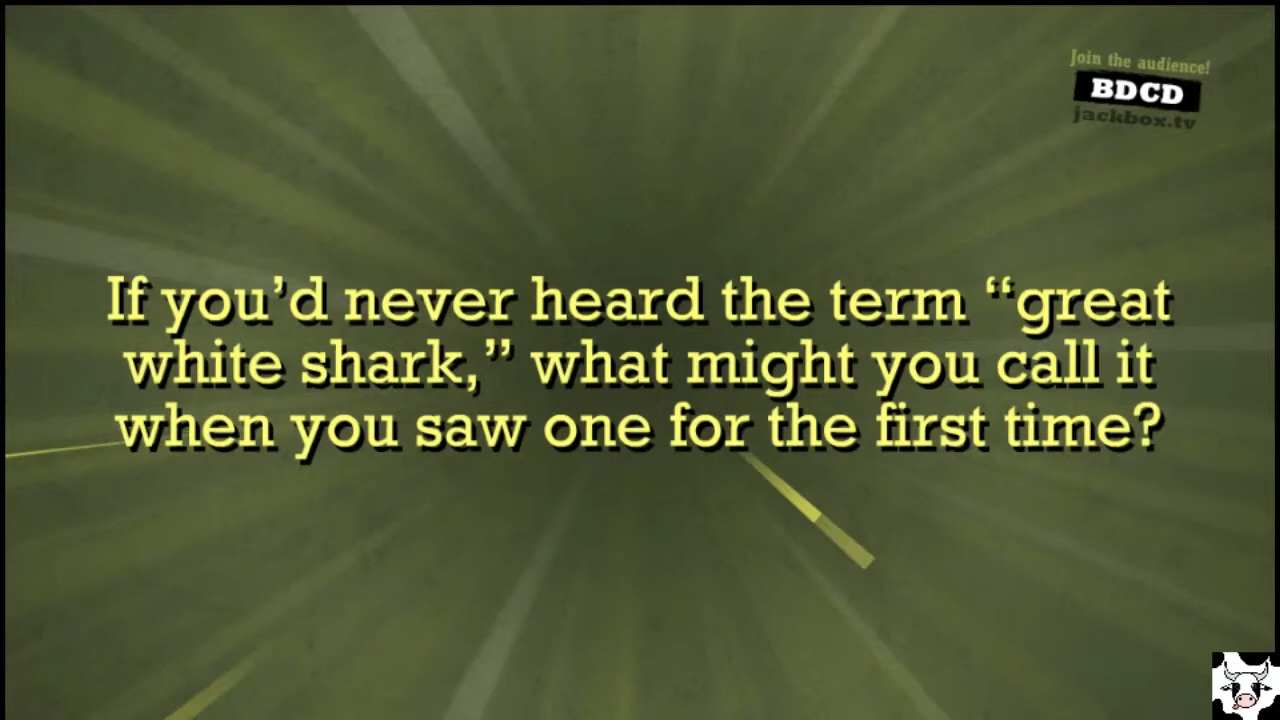 Join the audience!
BDCD
jackbox.tv
If you’d never heard the term “great
white shark,” what might you call it
when you saw one for the first time?